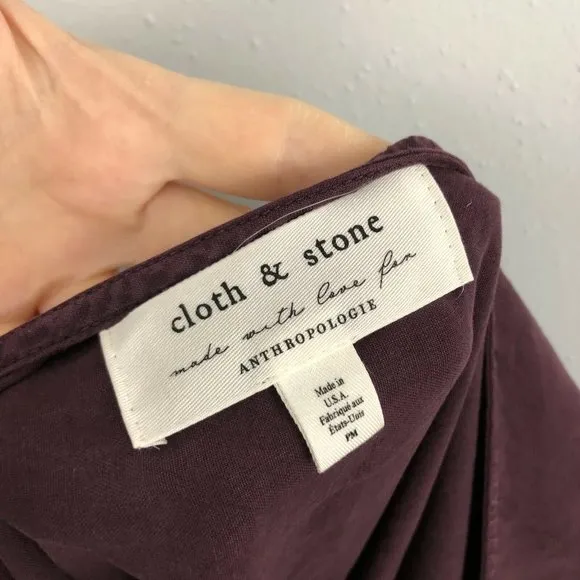 cloth & stone
made with love for
ANTHROPOLOGIE
Made in
U.S.A.
Fabriqué aux
États-Unis
PM